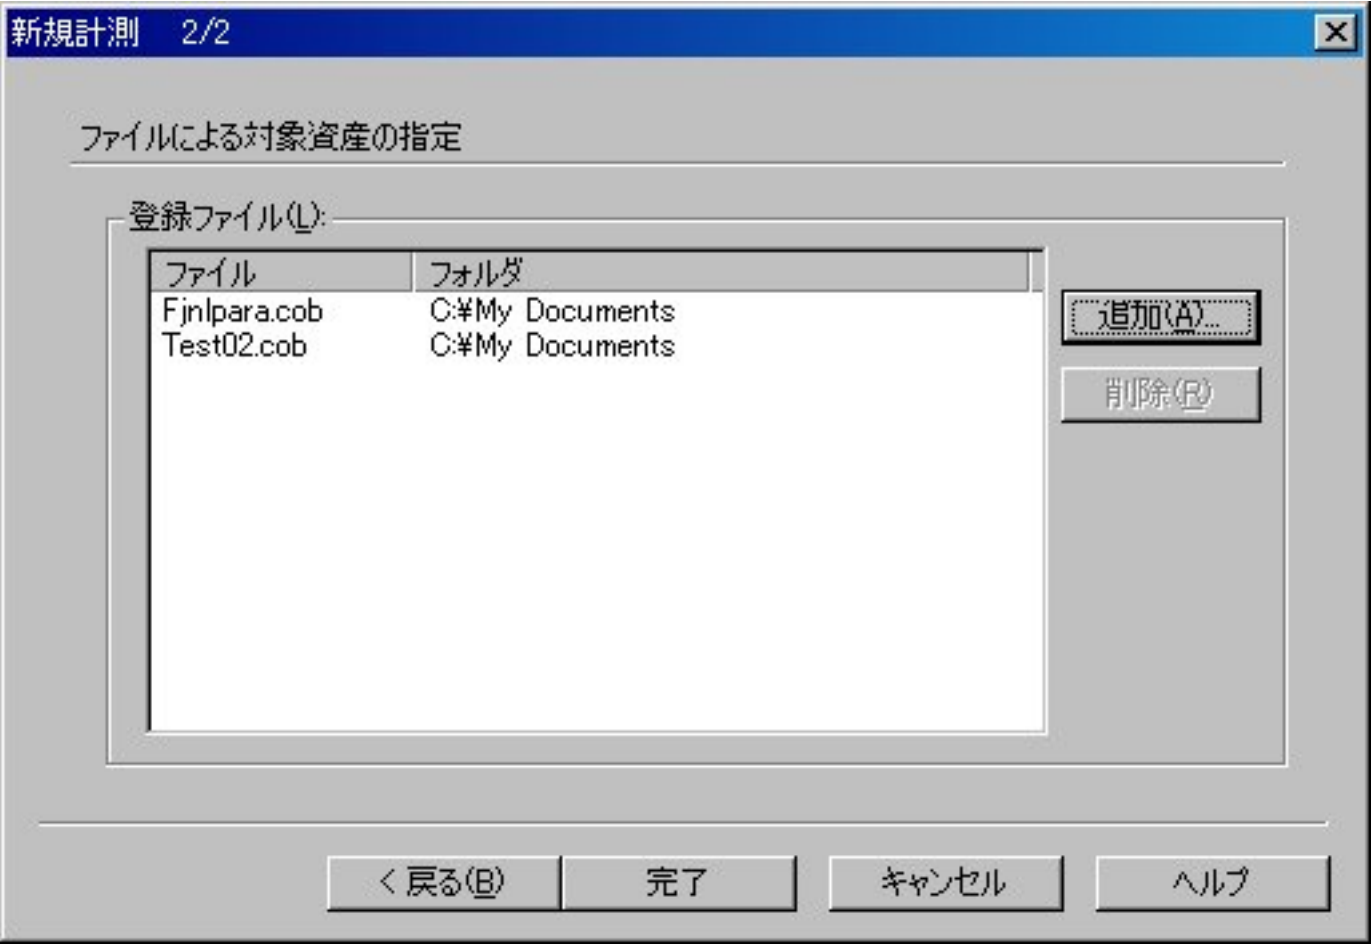 新規計測 2/2
ファイルによる対象資産の指定
登録ファイル(L):
ファイル フォルダ
Fjnlpara.cob C:¥My Documents
Test02.cob C:¥My Documents
追加(A)...
削除(R)
< 戻る(B) 完了 キャンセル ヘルプ